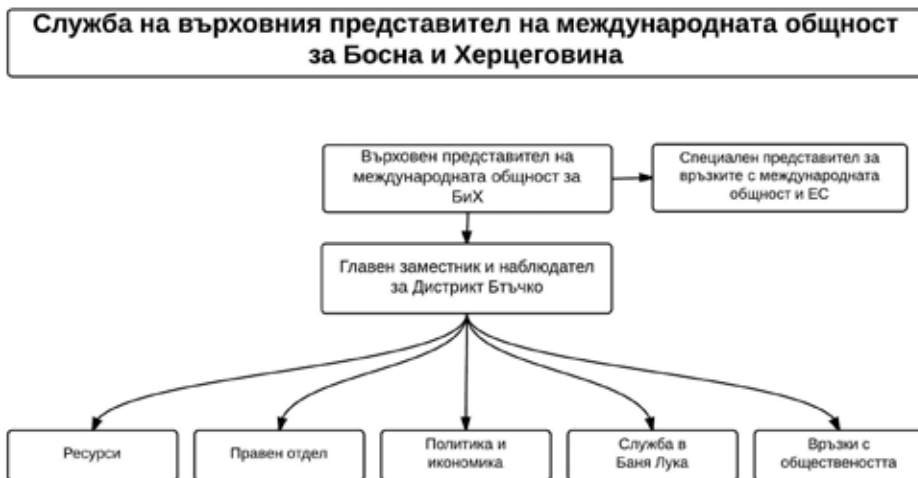 Служба на върховния представител на международната общност
за Босна и Херцеговина
Върховен представител на
международната общност за
БиХ
Специален представител за
връзките с международната
общност и ЕС
Главен заместник и наблюдател
за Дистрикт Бтъчко
Ресурси
Правен отдел
Политика и
икономика
Служба в
Баня Лука
Връзки с
обществеността